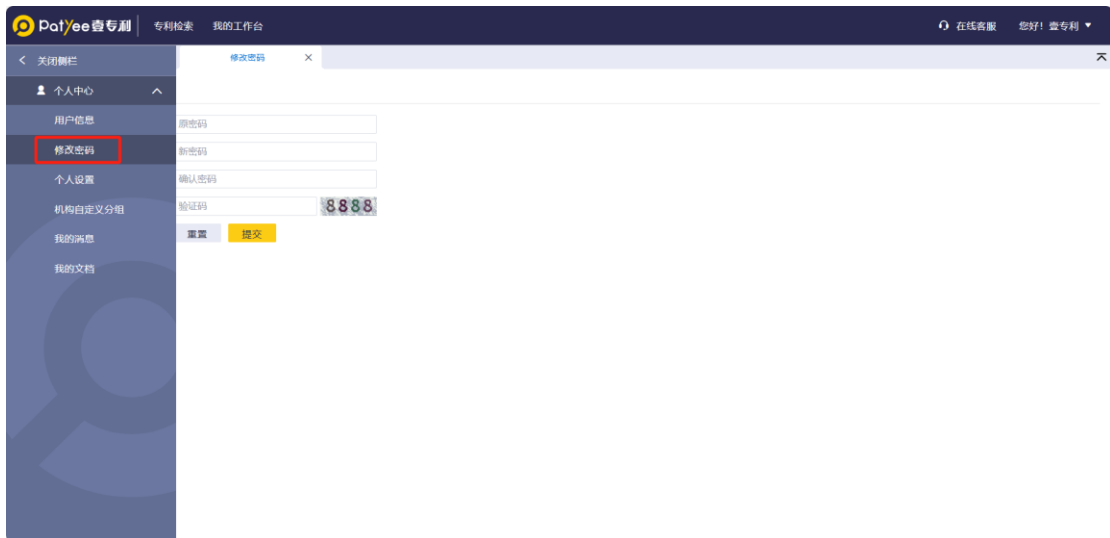 Patyee壹专利 专利检索 我的工作台 在线客服 您好！壹专利
关闭侧栏 修改密码
个人中心
用户信息 原密码
修改密码 新密码
个人设置 确认密码
机构自定义分组 验证码 8888
我的消息 重置 提交
我的文档